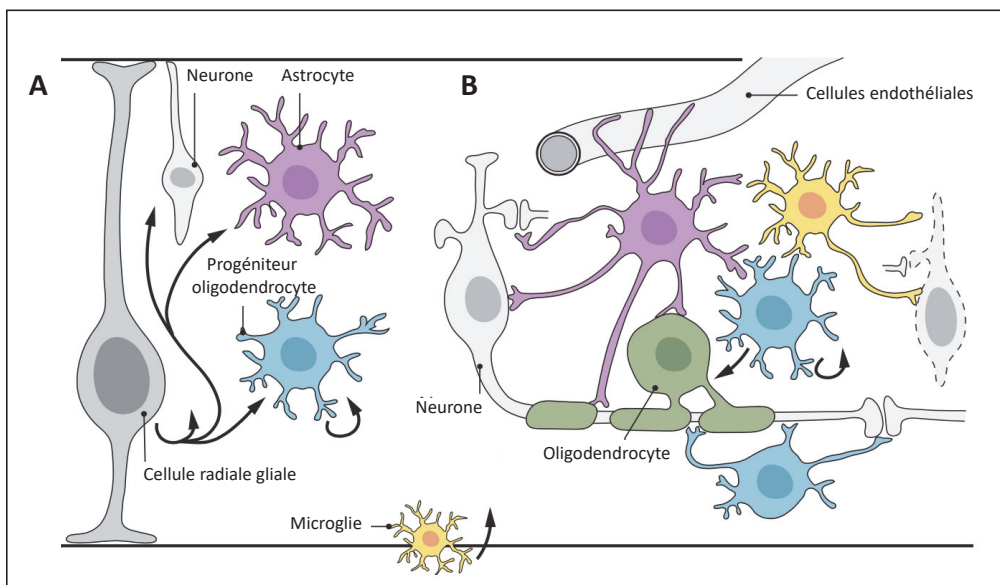 A
Neurone
Astrocyte
Progéniteur
oligodendrocyte
Cellule radiale gliale
Microglie
B
Cellules endothéliales
Neurone
Oligodendrocyte